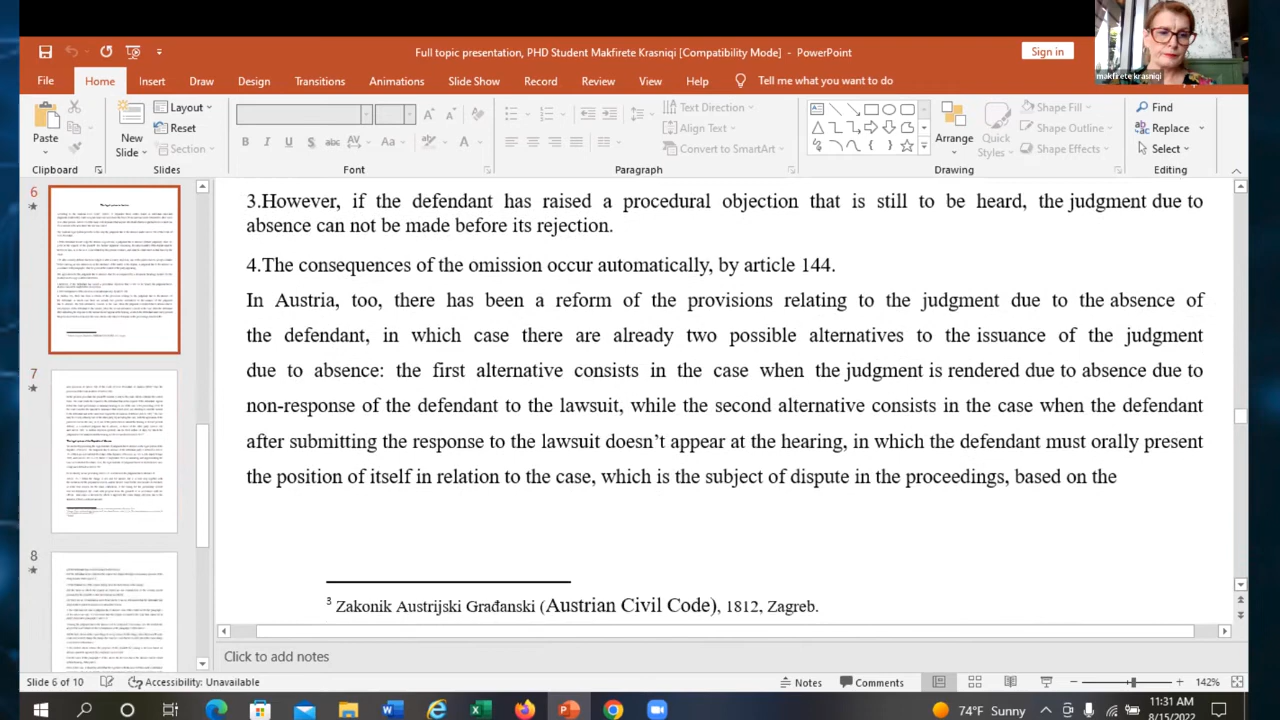 Full topic presentation, PHD Student Makfirete Krasniqi [Compatibility Mode] - PowerPoint
Sign in
makfirete krasniqi
File Home Insert Draw Design Transitions Animations Slide Show Record Review View Help Tell me what you want to do
Paste
Clipboard
New Slide
Layout
Reset
Section
Slides
B I U S abc AV Aa
Font
Text Direction
Align Text
Convert to SmartArt
Paragraph
Arrange
Quick Styles
Shape Fill
Shape Outline
Shape Effects
Drawing
Find
Replace
Select
Editing
6
7
8
3.However, if the defendant has raised a procedural objection that is still to be heard, the judgment due to
absence can not be made before its rejection.
4.The consequences of the omission occur automatically, by article 144.
In Austria, too, there has been a reform of the provisions relating to the judgment due to the absence of
the defendant, in which case there are already two possible alternatives to the issuance of the judgment
due to absence: the first alternative consists in the case when the judgment is rendered due to absence due to
non-response of the defendant to the lawsuit, while the second alternative consists in the case when the defendant
after submitting the response to the lawsuit doesn't appear at the hearing in which the defendant must orally present
the position of itself in relation to the case, which is the subject of dispute in the proceedings, based on the
3 Zakonik Austrije Gradanski (Austrian Civil Code), 1812, Zagreb.
Click to add notes
Slide 6 of 10
Accessibility: Unavailable
Notes
Comments
142%
74°F Sunny
11:31 AM
8/15/2022